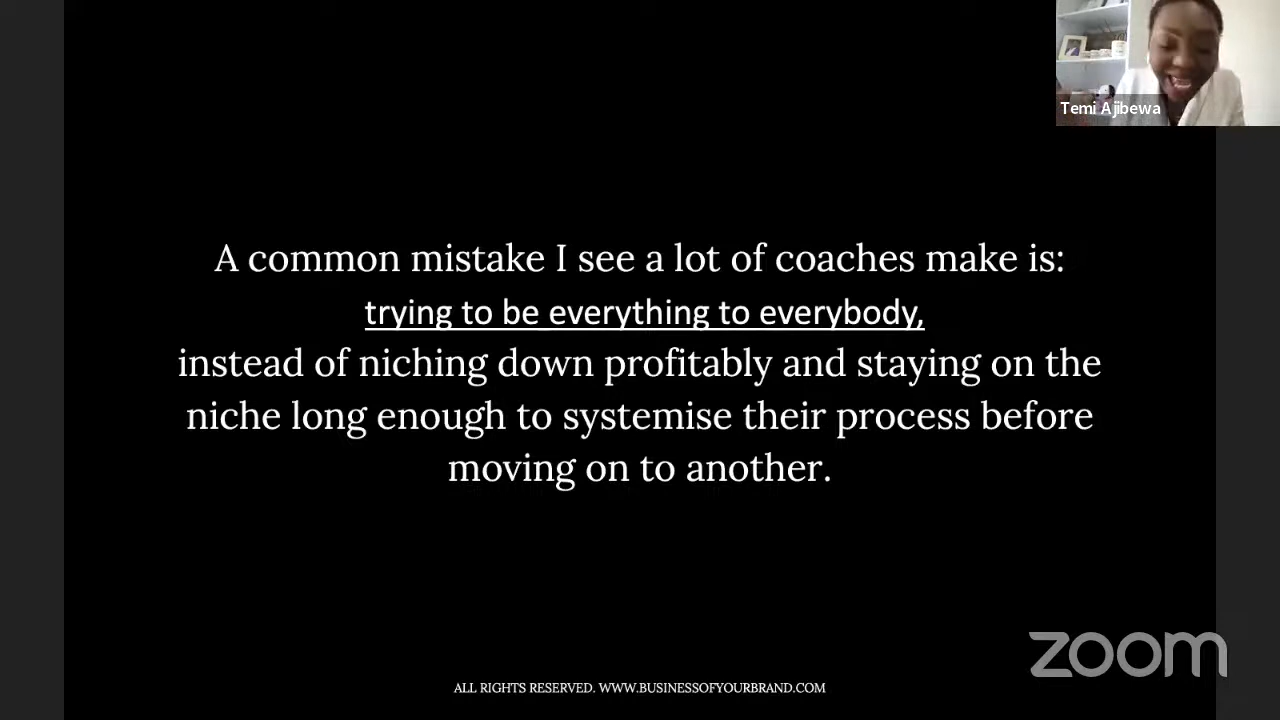 Temi Ajibewa
A common mistake I see a lot of coaches make is:
trying to be everything to everybody,
instead of niching down profitably and staying on the
niche long enough to systemise their process before
moving on to another.
zoom
ALL RIGHTS RESERVED. WWW.BUSINESSOFYOURBRAND.COM